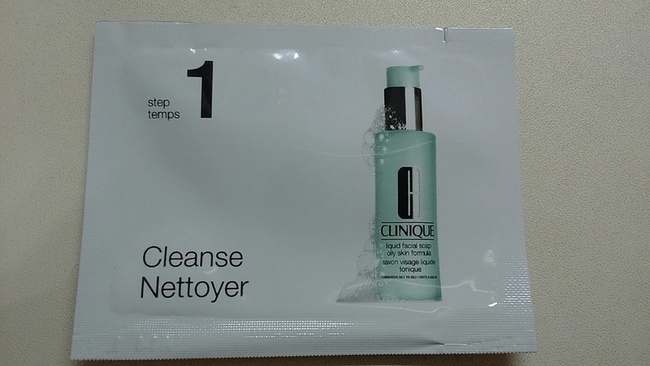 1
step
temps
CLINIQUE
liquid facial soap
oily skin formula
savon visage liquide
tonique
Cleanse
Nettoyer